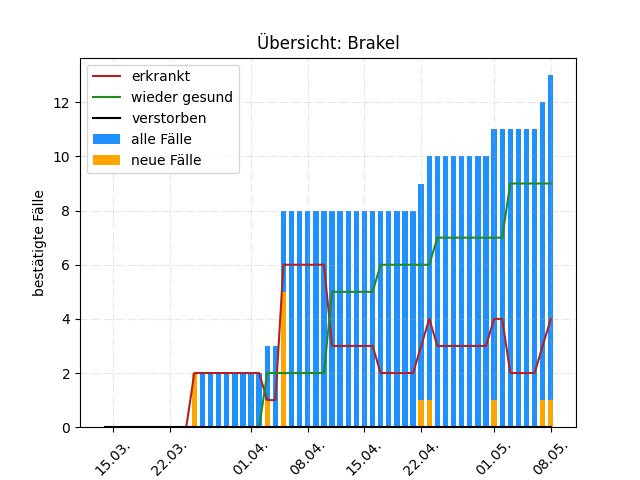 Übersicht: Brakel
erkrankt
wieder gesund
verstorben
alle Fälle
neue Fälle
bestätigte Fälle
12
10
8
6
4
2
0
15.03.
22.03.
01.04.
08.04.
15.04.
22.04.
01.05.
08.05.